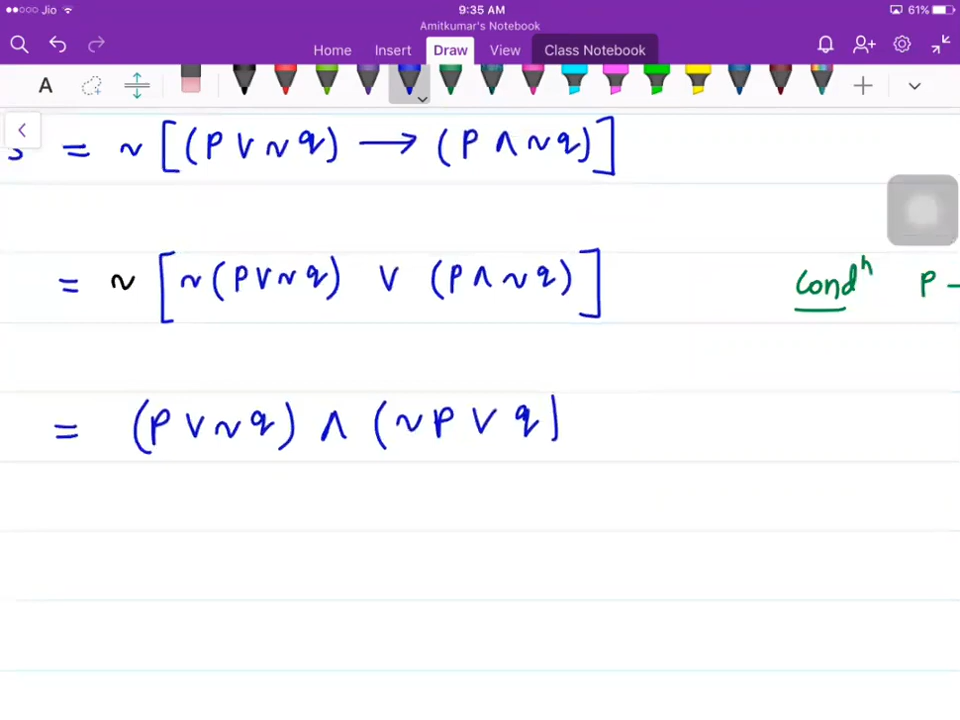 Jio 9:35 AM 61%
Amitkumar's Notebook
Home Insert Draw View Class Notebook
A
s = ~ [(p ∨ ~q) → (p ∧ ~q)]
= ~ [~(p ∨ ~q) ∨ (p ∧ ~q)]
Condn p -
= (p ∨ ~q) ∧ (~p ∨ q)